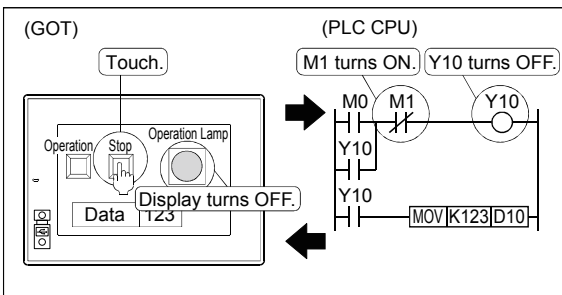 (GOT)
(PLC CPU)
Touch.
M1 turns ON.
Y10 turns OFF.
M0 M1 Y10
Operation Stop Operation Lamp
Y10
Display turns OFF.
Y10
Data 123
MOV K123 D10